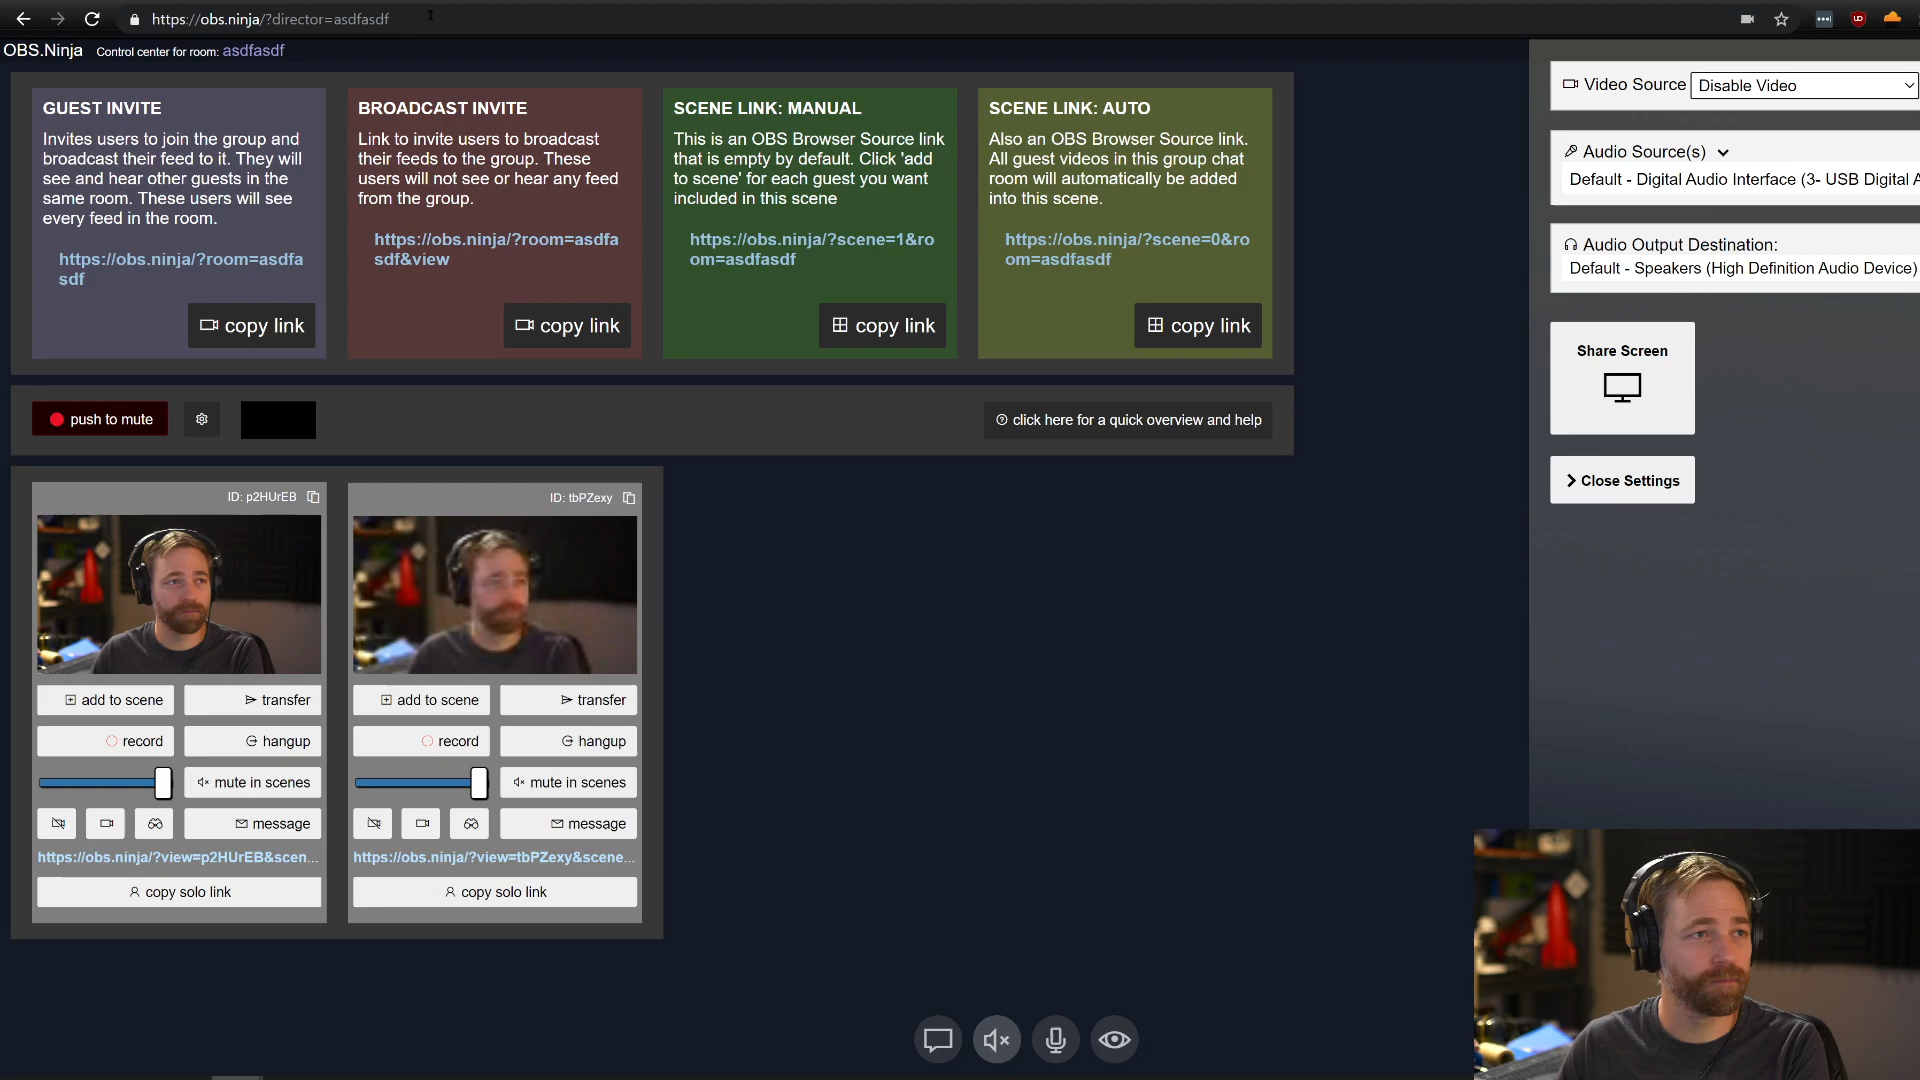 https://obs.ninja/?director=asdfasdf
OBS.Ninja Control center for room: asdfasdf
GUEST INVITE
Invites users to join the group and
broadcast their feed to it. They will
see and hear other guests in the
same room. These users will see
every feed in the room.
https://obs.ninja/?room=asdfa
sdf
copy link
BROADCAST INVITE
Link to invite users to broadcast
their feeds to the group. These
users will not see or hear any feed
from the group.
https://obs.ninja/?room=asdfa
sdf&view
copy link
SCENE LINK: MANUAL
This is an OBS Browser Source link
that is empty by default. Click 'add
to scene' for each guest you want
included in this scene
https://obs.ninja/?scene=1&ro
om=asdfasdf
copy link
SCENE LINK: AUTO
Also an OBS Browser Source link.
All guest videos in this group chat
room will automatically be added
into this scene.
https://obs.ninja/?scene=0&ro
om=asdfasdf
copy link
push to mute
click here for a quick overview and help
ID: p2HUrEB
add to scene
transfer
record
hangup
mute in scenes
message
https://obs.ninja/?view=p2HUrEB&scen...
copy solo link
ID: tbPZexy
add to scene
transfer
record
hangup
mute in scenes
message
https://obs.ninja/?view=tbPZexy&scene...
copy solo link
Video Source Disable Video
Audio Source(s)
Default - Digital Audio Interface (3- USB Digital A
Audio Output Destination:
Default - Speakers (High Definition Audio Device)
Share Screen
Close Settings